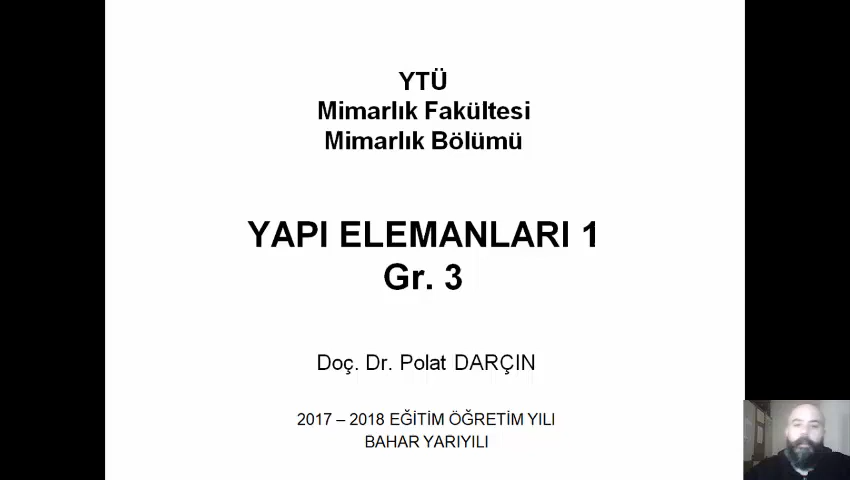 YTÜ
Mimarlık Fakültesi
Mimarlık Bölümü
YAPI ELEMANLARI 1
Gr. 3
Doç. Dr. Polat DARÇIN
2017 – 2018 EĞİTİM ÖĞRETİM YILI
BAHAR YARIYILI